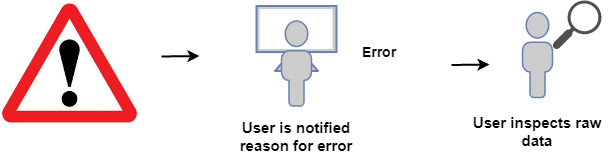 Error
User is notified
reason for error
User inspects raw
data